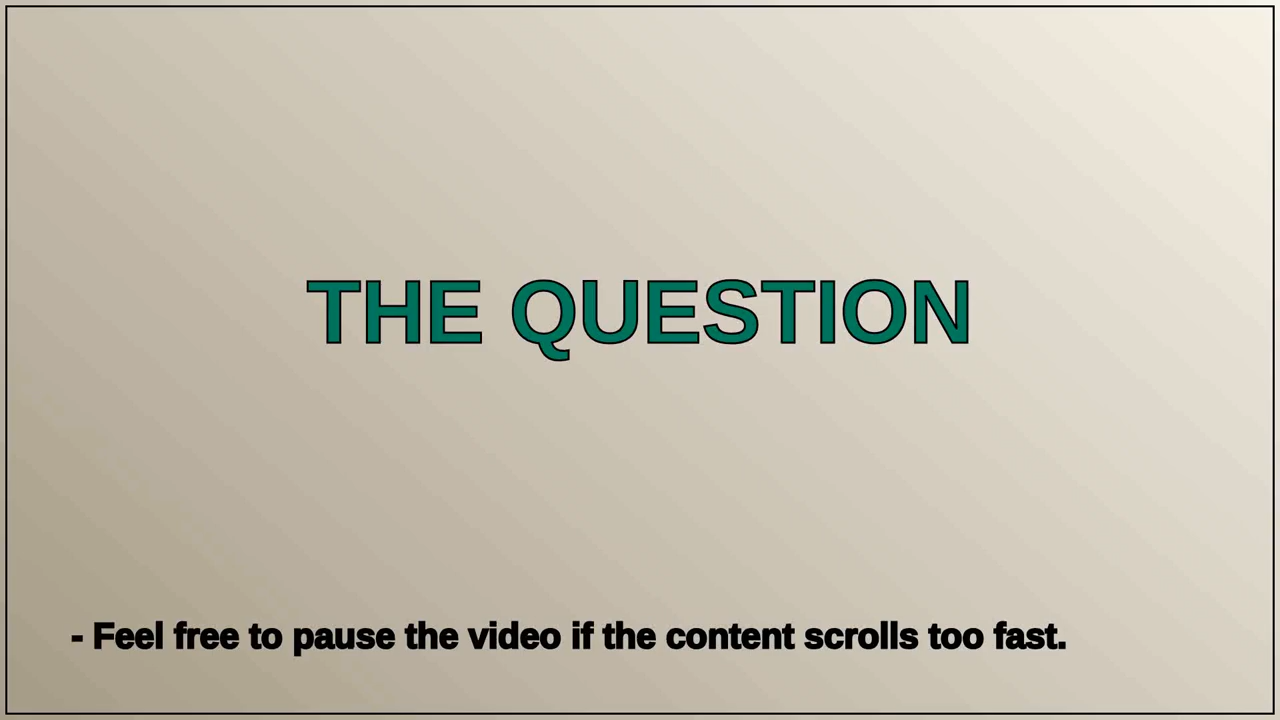 THE QUESTION
- Feel free to pause the video if the content scrolls too fast.